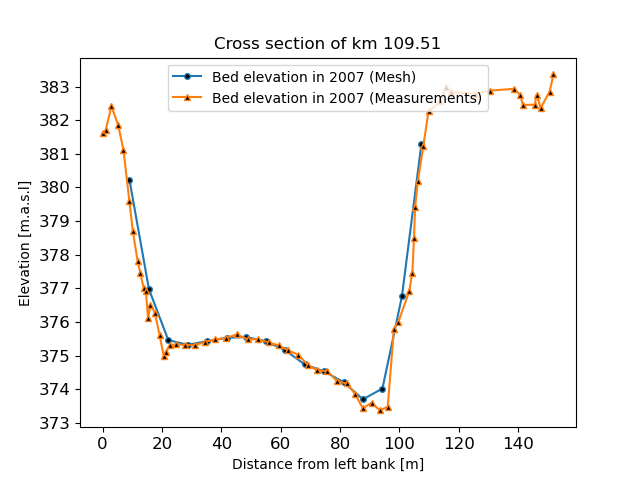 Cross section of km 109.51
Bed elevation in 2007 (Mesh)
Bed elevation in 2007 (Measurements)
Elevation [m.a.s.l]
383
382
381
380
379
378
377
376
375
374
373
0 20 40 60 80 100 120 140
Distance from left bank [m]